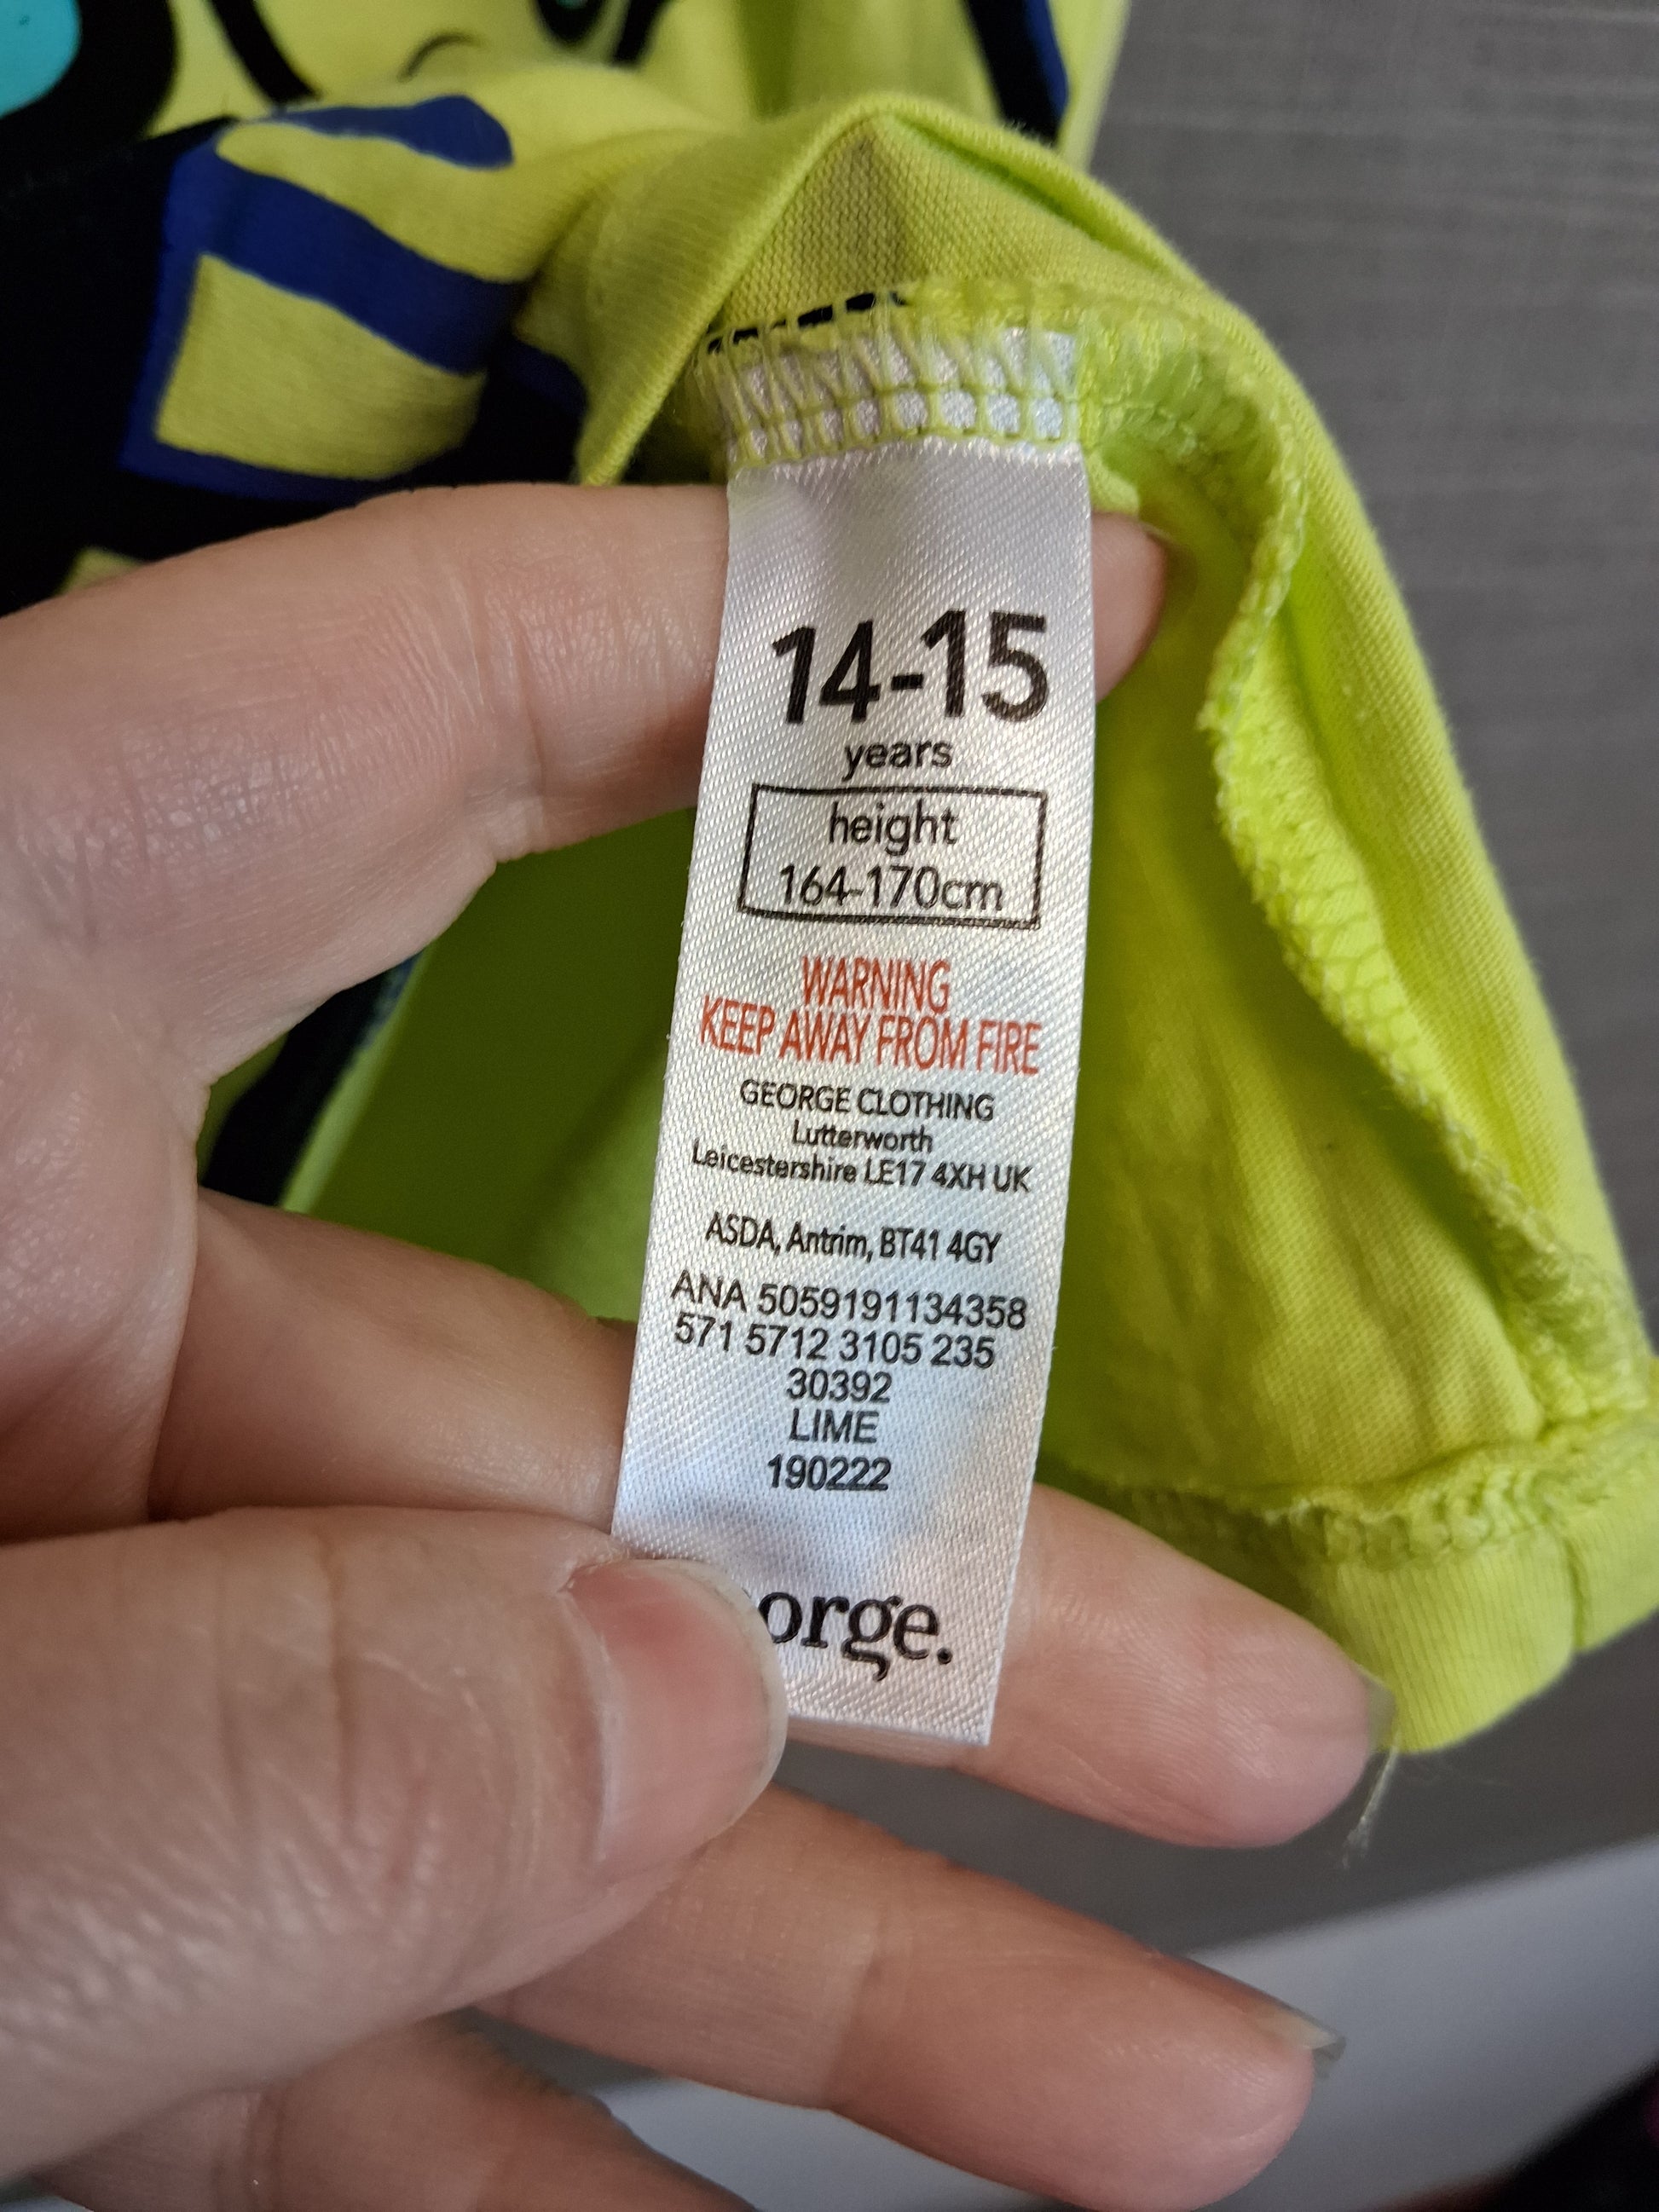 14-15
years
height
164-170cm
WARNING
KEEP AWAY FROM FIRE
GEORGE CLOTHING
Lutterworth
Leicestershire LE17 4XH UK
ASDA, Antrim, BT41 4GY
ANA 5059191134358
571 5712 3105 235
30392
LIME
190222
orge.